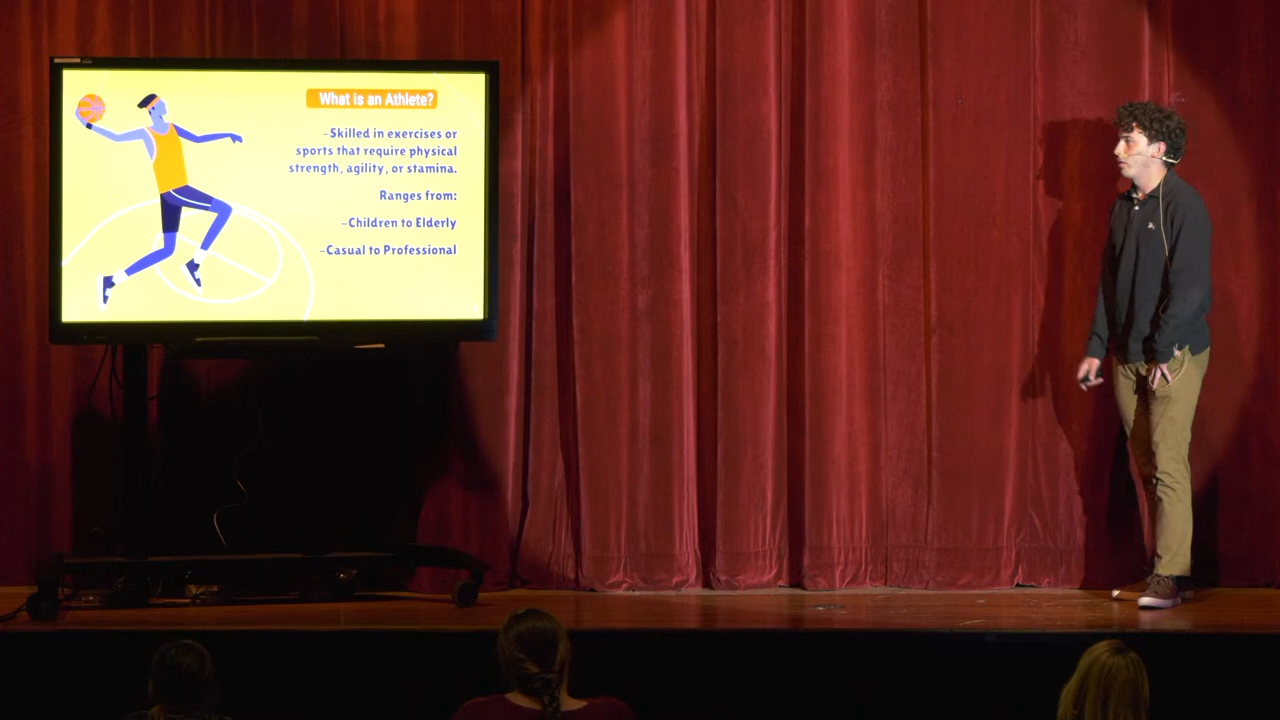 What is an Athlete?
-Skilled in exercises or
sports that require physical
strength, agility, or stamina.
Ranges from:
-Children to Elderly
-Casual to Professional